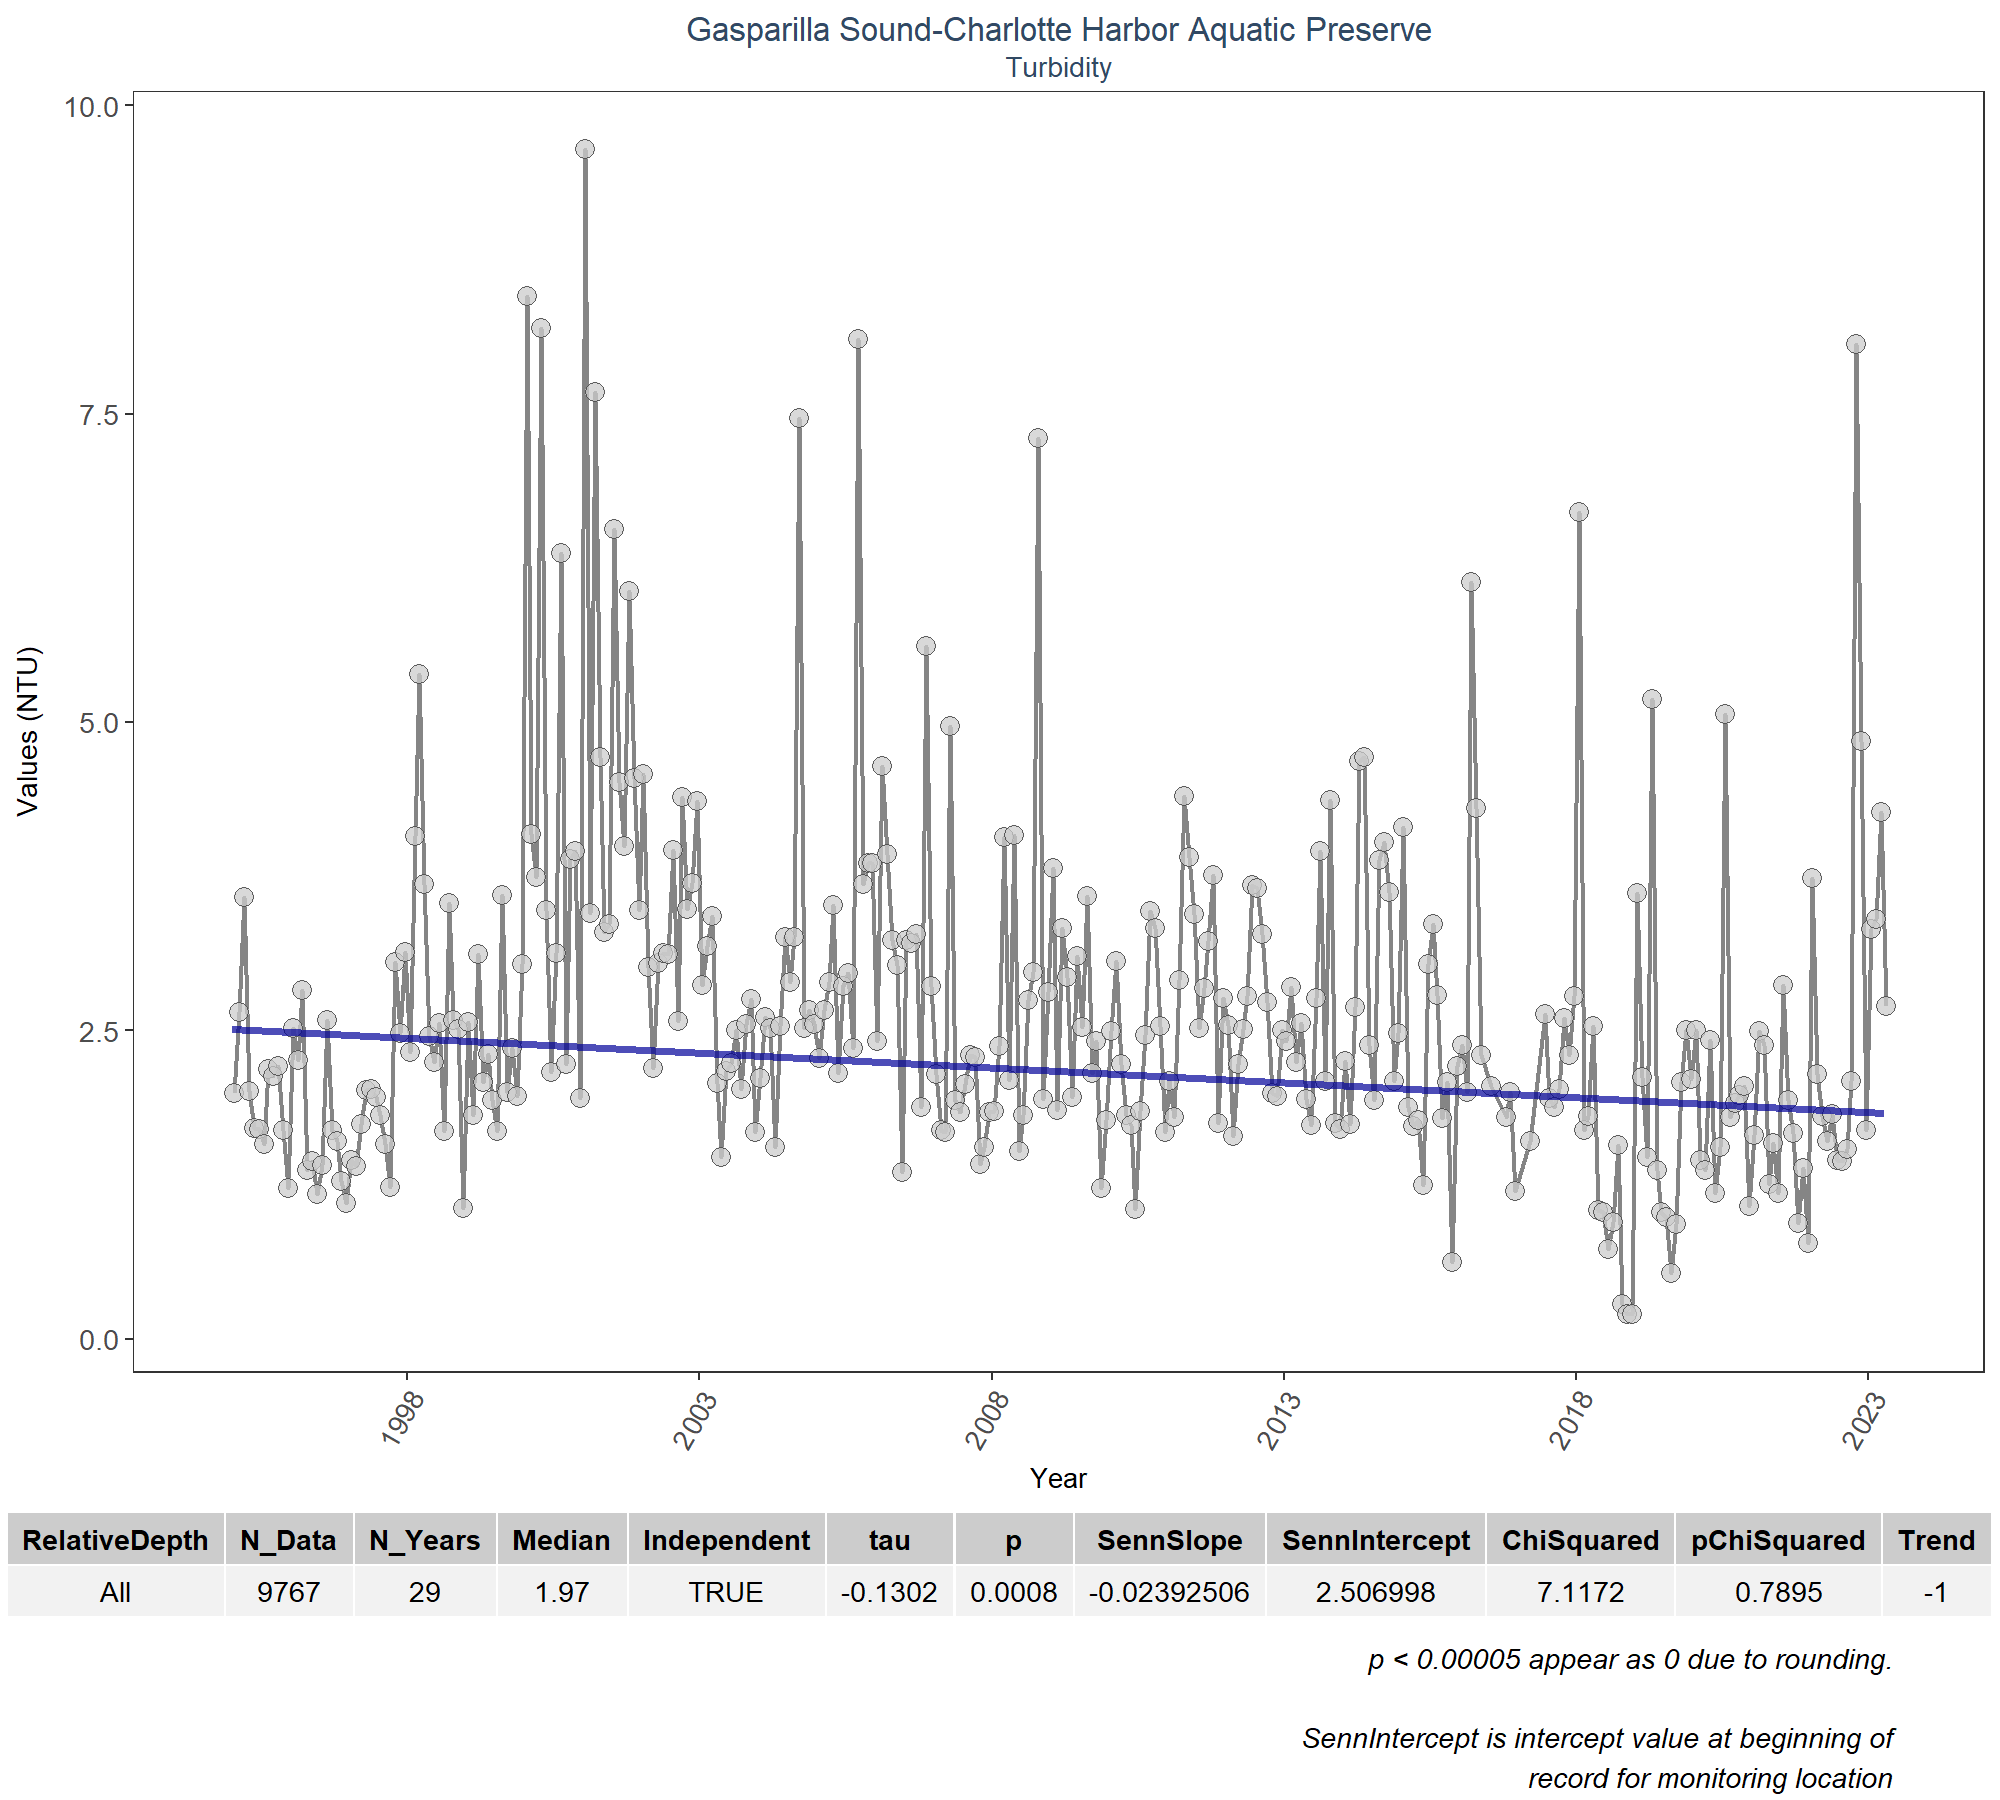 Gasparilla Sound-Charlotte Harbor Aquatic Preserve
Turbidity
Values (NTU)
10.0
7.5
5.0
2.5
0.0
1998 2003 2008 2013 2018 2023
Year
RelativeDepth N_Data N_Years Median Independent tau p SennSlope SennIntercept ChiSquared pChiSquared Trend
All 9767 29 1.97 TRUE -0.1302 0.0008 -0.02392506 2.506998 7.1172 0.7895 -1
p < 0.00005 appear as 0 due to rounding.
SennIntercept is intercept value at beginning of
record for monitoring location